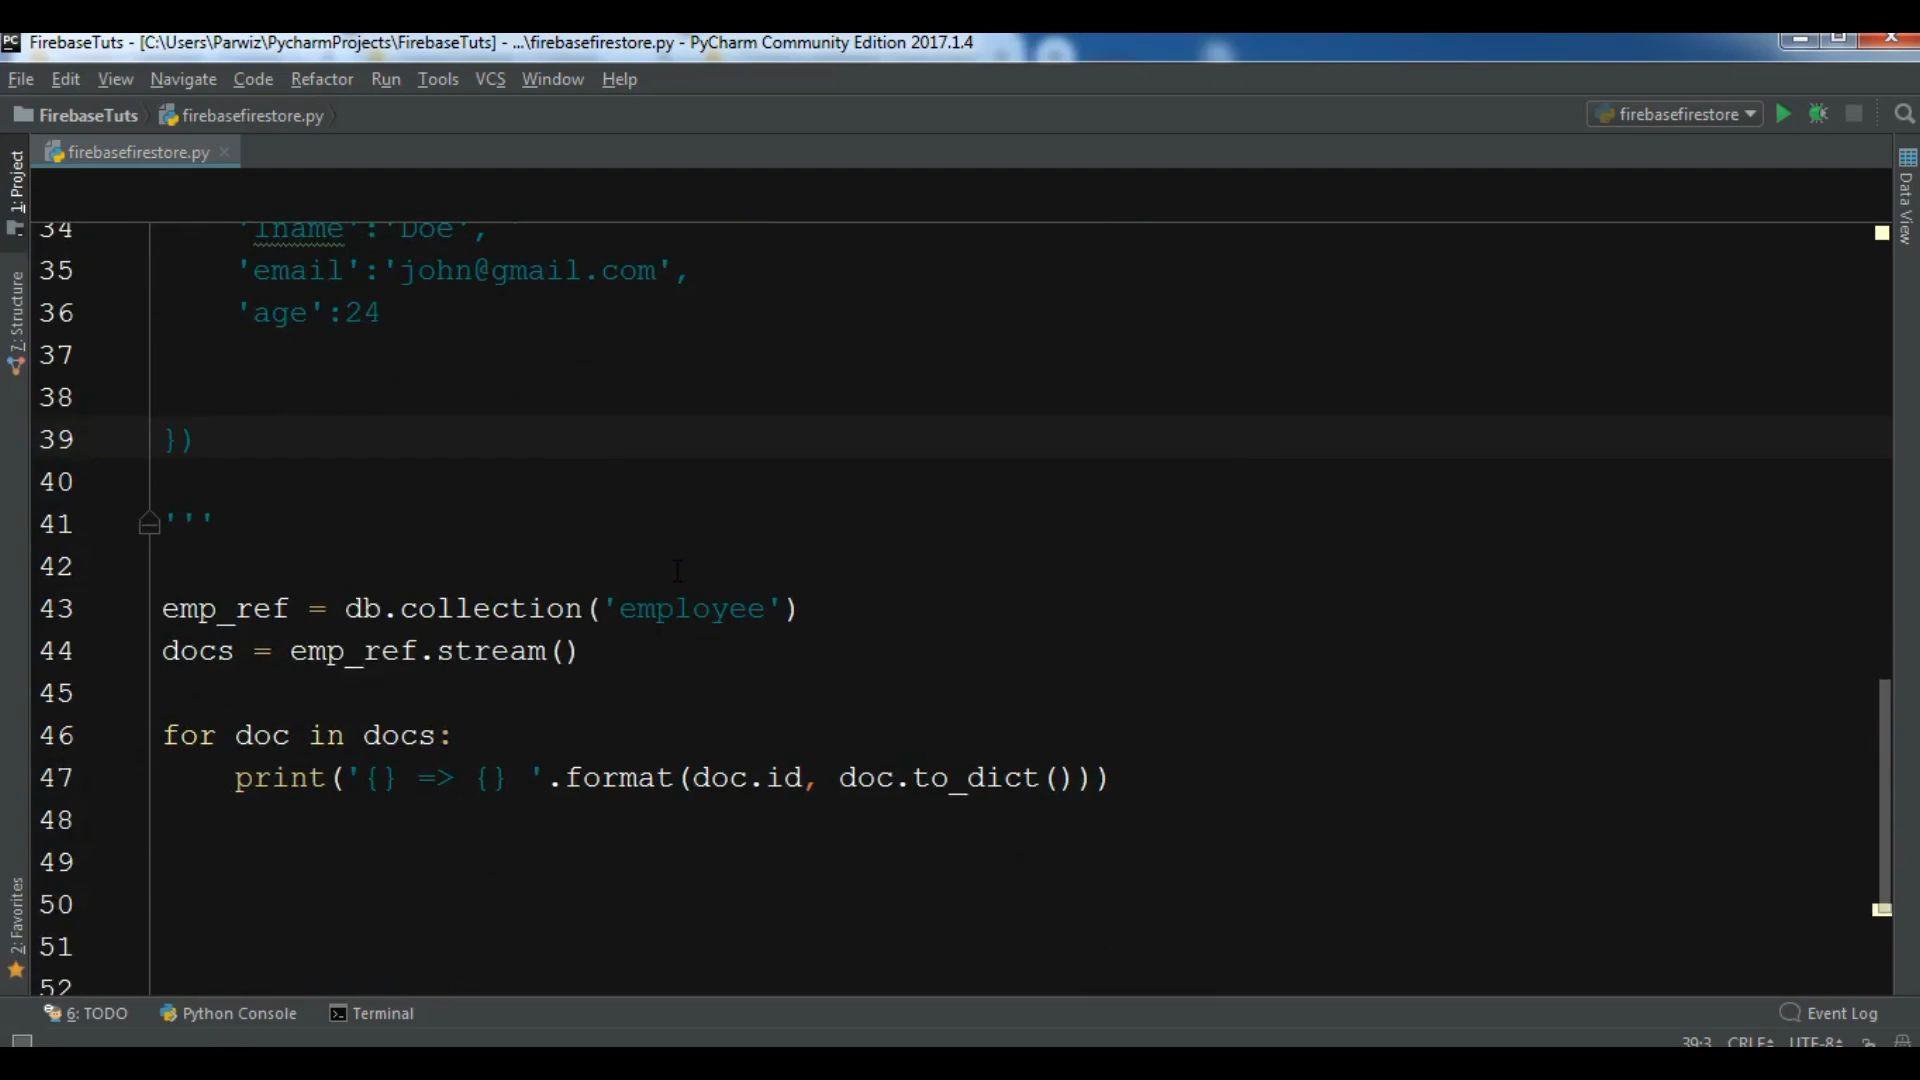 PC FirebaseTuts - [C:\Users\Parwiz\PycharmProjects\FirebaseTuts] - ...\firebasefirestore.py - PyCharm Community Edition 2017.1.4
File Edit View Navigate Code Refactor Run Tools VCS Window Help
FirebaseTuts firebasefirestore.py firebasefirestore
firebasefirestore.py
1: Project
7: Structure
2: Favorites
Data View
34 'lname':'Doe',
35 'email':'john@gmail.com',
36 'age':24
37
38
39 })
40
41 '''
42
43 emp_ref = db.collection('employee')
44 docs = emp_ref.stream()
45
46 for doc in docs:
47 print('{} => {} '.format(doc.id, doc.to_dict()))
48
49
50
51
52
6: TODO Python Console Terminal Event Log
39:3 CRLF UTF-8